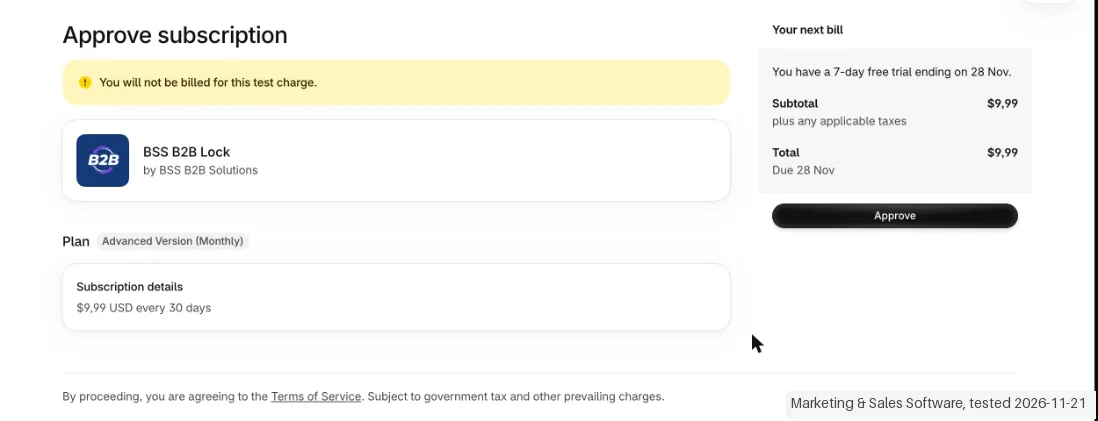 Approve subscription
You will not be billed for this test charge.
B2B
BSS B2B Lock
by BSS B2B Solutions
Plan Advanced Version (Monthly)
Subscription details
$9,99 USD every 30 days
By proceeding, you are agreeing to the Terms of Service. Subject to government tax and other prevailing charges.
Your next bill
You have a 7-day free trial ending on 28 Nov.
Subtotal $9,99
plus any applicable taxes
Total $9,99
Due 28 Nov
Approve
Marketing & Sales Software, tested 2026-11-21